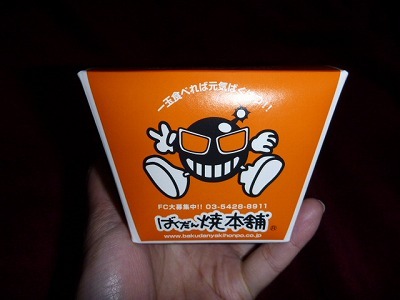 一玉食べれば元気ばくはつ!!
FC大募集中!! 03-5428-8911
ばくだん焼本舗®
www.bakudanyakihonpo.co.jp